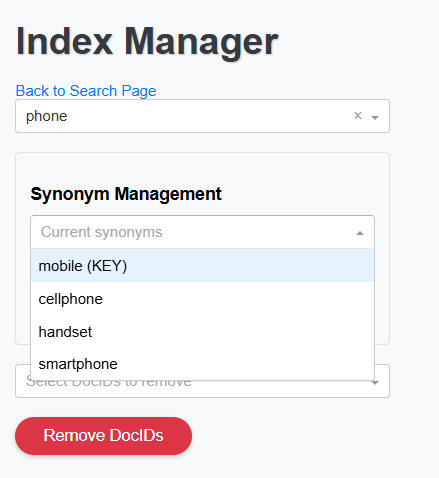 Index Manager
Back to Search Page
phone ×
Synonym Management
Current synonyms
mobile (KEY)
cellphone
handset
smartphone
Select DocIDs to remove
Remove DocIDs